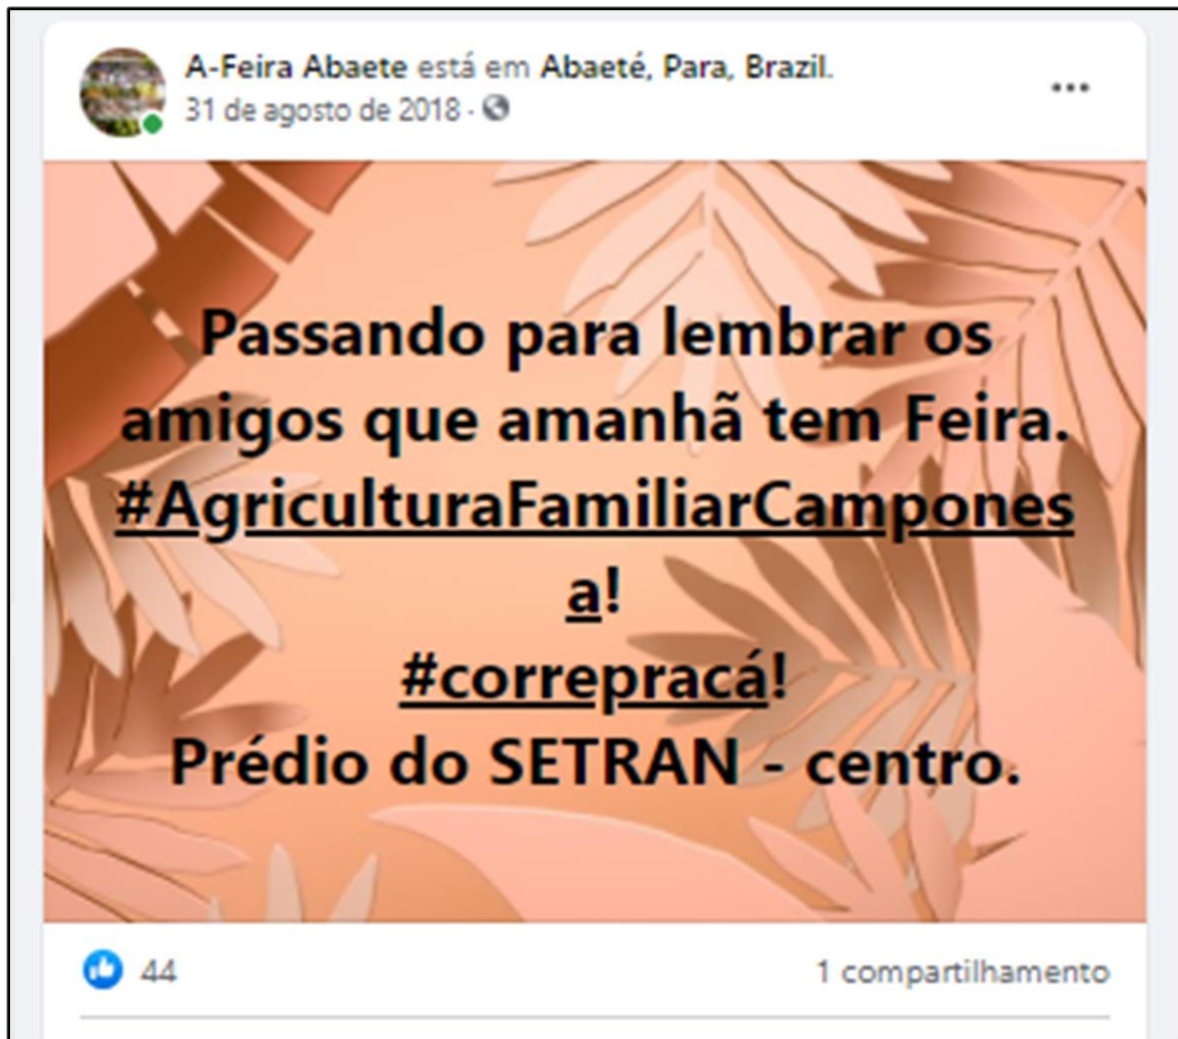 A-Feira Abaete está em Abaeté, Para, Brazil.
31 de agosto de 2018 ·
Passando para lembrar os
amigos que amanhã tem Feira.
#AgriculturaFamiliarCampones
a!
#correpracá!
Prédio do SETRAN - centro.
44
1 compartilhamento